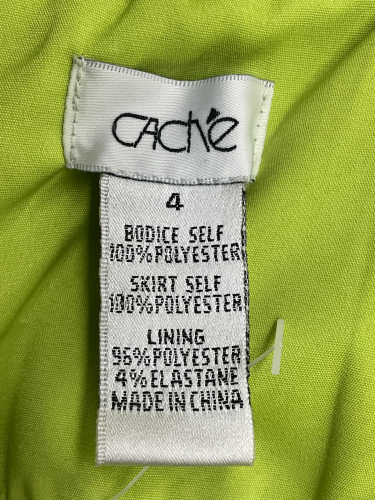 CACHÉ
4
BODICE SELF
100%POLYESTER
SKIRT SELF
100%POLYESTER
LINING
96%POLYESTER
4%ELASTANE
MADE IN CHINA